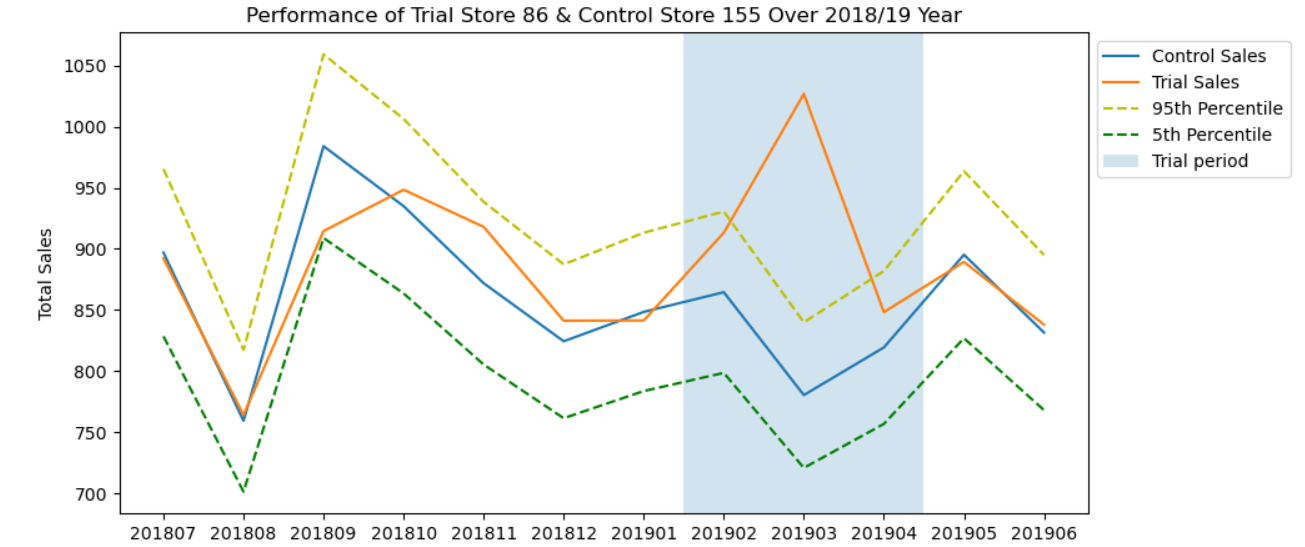 Performance of Trial Store 86 & Control Store 155 Over 2018/19 Year
Total Sales
1050
1000
950
900
850
800
750
700
201807 201808 201809 201810 201811 201812 201901 201902 201903 201904 201905 201906
Control Sales
Trial Sales
95th Percentile
5th Percentile
Trial period